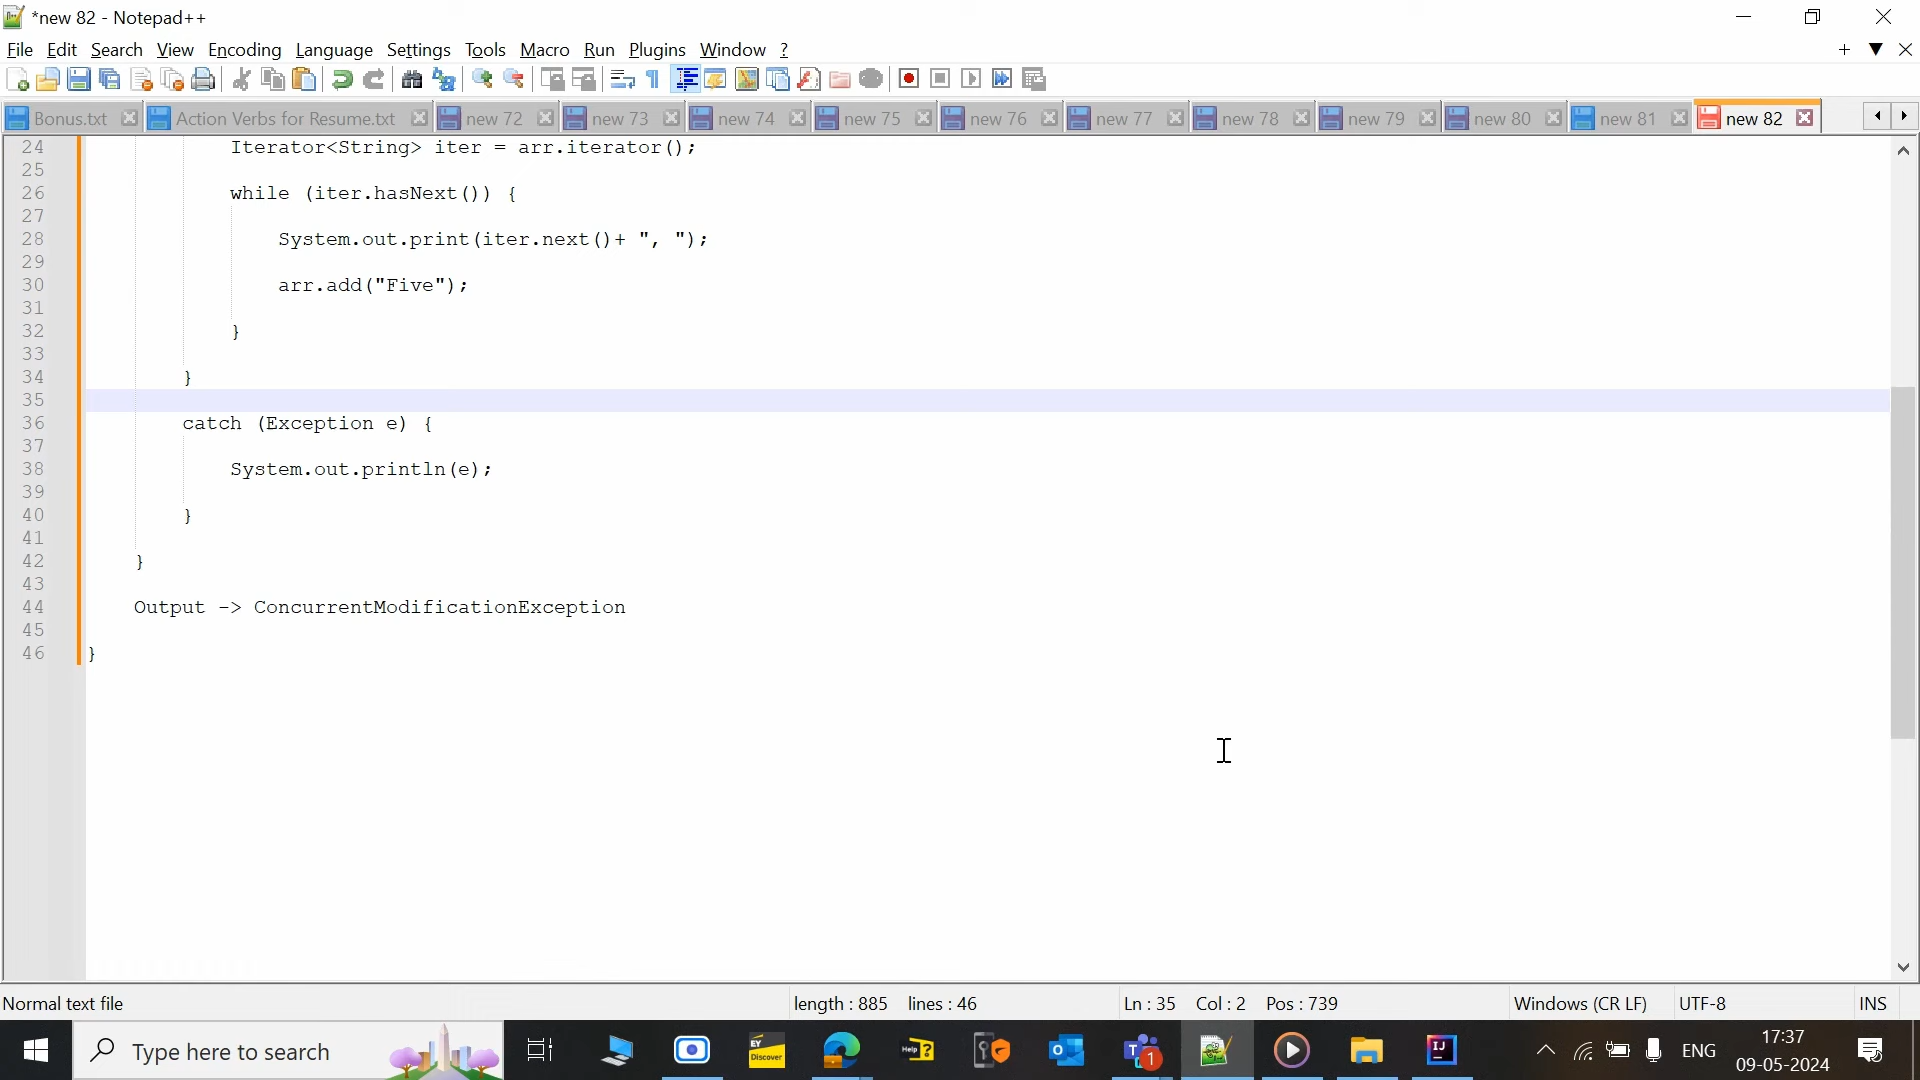 *new 82 - Notepad++
File Edit Search View Encoding Language Settings Tools Macro Run Plugins Window ?
Bonus.txt Action Verbs for Resume.txt new 72 new 73 new 74 new 75 new 76 new 77 new 78 new 79 new 80 new 81 new 82
24 Iterator<String> iter = arr.iterator();
25
26 while (iter.hasNext()) {
27
28 System.out.print(iter.next()+ ", ");
29
30 arr.add("Five");
31
32 }
33
34 }
35
36 catch (Exception e) {
37
38 System.out.println(e);
39
40 }
41
42 }
43
44 Output -> ConcurrentModificationException
45
46 }
Normal text file length : 885 lines : 46 Ln : 35 Col : 2 Pos : 739 Windows (CR LF) UTF-8 INS
Type here to search EY Discover Help ? T 1 IJ ENG 17:37
09-05-2024